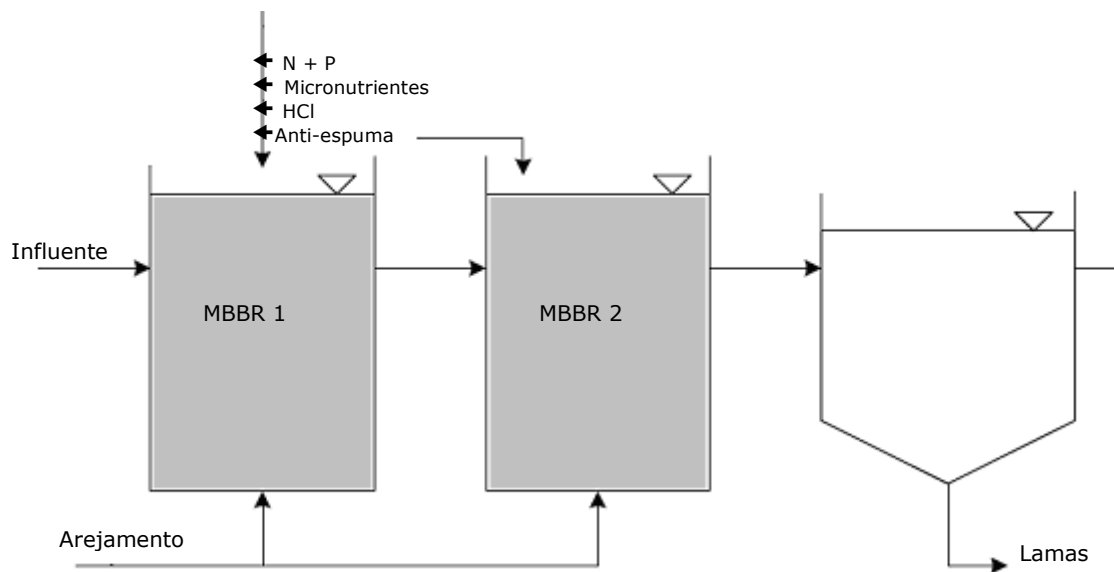 N + P
Micronutrientes
HCl
Anti-espuma
Influente
MBBR 1
MBBR 2
Arejamento
Lamas